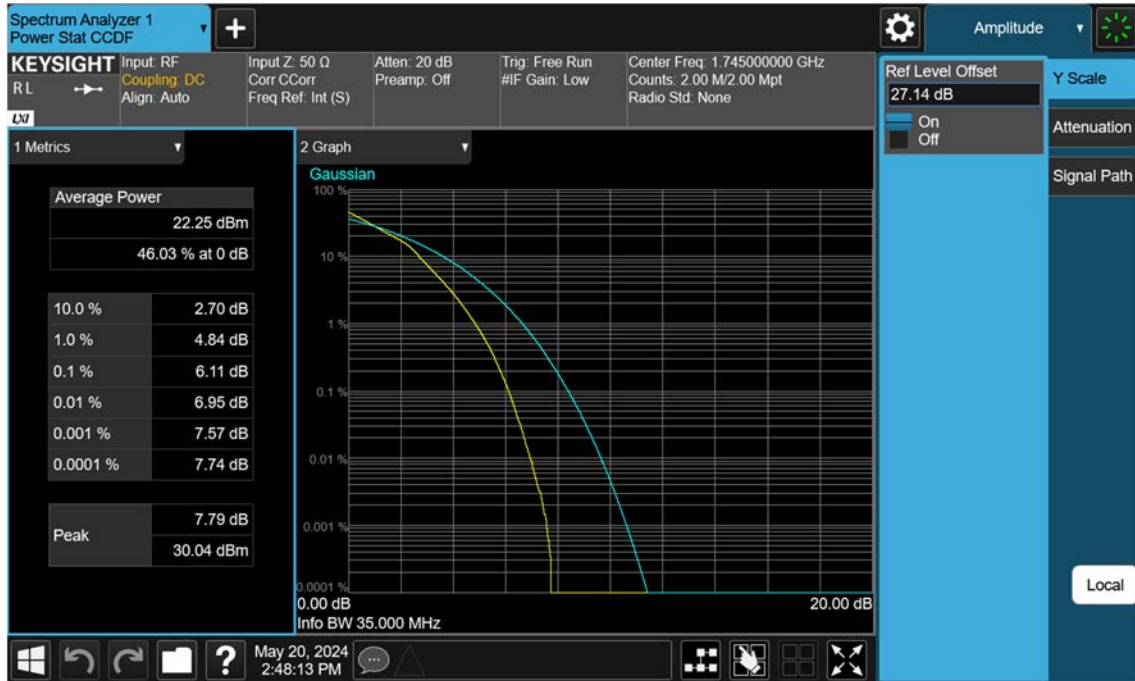 Spectrum Analyzer 1
Power Stat CCDF
+
Amplitude
KEYSIGHT
R L
LXI
Input: RF
Coupling: DC
Align: Auto
Input Z: 50 Ω
Corr CCorr
Freq Ref: Int (S)
Atten: 20 dB
Preamp: Off
Trig: Free Run
#IF Gain: Low
Center Freq: 1.745000000 GHz
Counts: 2.00 M/2.00 Mpt
Radio Std: None
Ref Level Offset
27.14 dB
On
Off
Y Scale
Attenuation
Signal Path
1 Metrics
Average Power
22.25 dBm
46.03 % at 0 dB
10.0 % 2.70 dB
1.0 % 4.84 dB
0.1 % 6.11 dB
0.01 % 6.95 dB
0.001 % 7.57 dB
0.0001 % 7.74 dB
Peak 7.79 dB
30.04 dBm
2 Graph
Gaussian
100 %
10 %
1 %
0.1 %
0.01 %
0.001 %
0.0001 %
0.00 dB 20.00 dB
Info BW 35.000 MHz
Local
?
May 20, 2024
2:48:13 PM